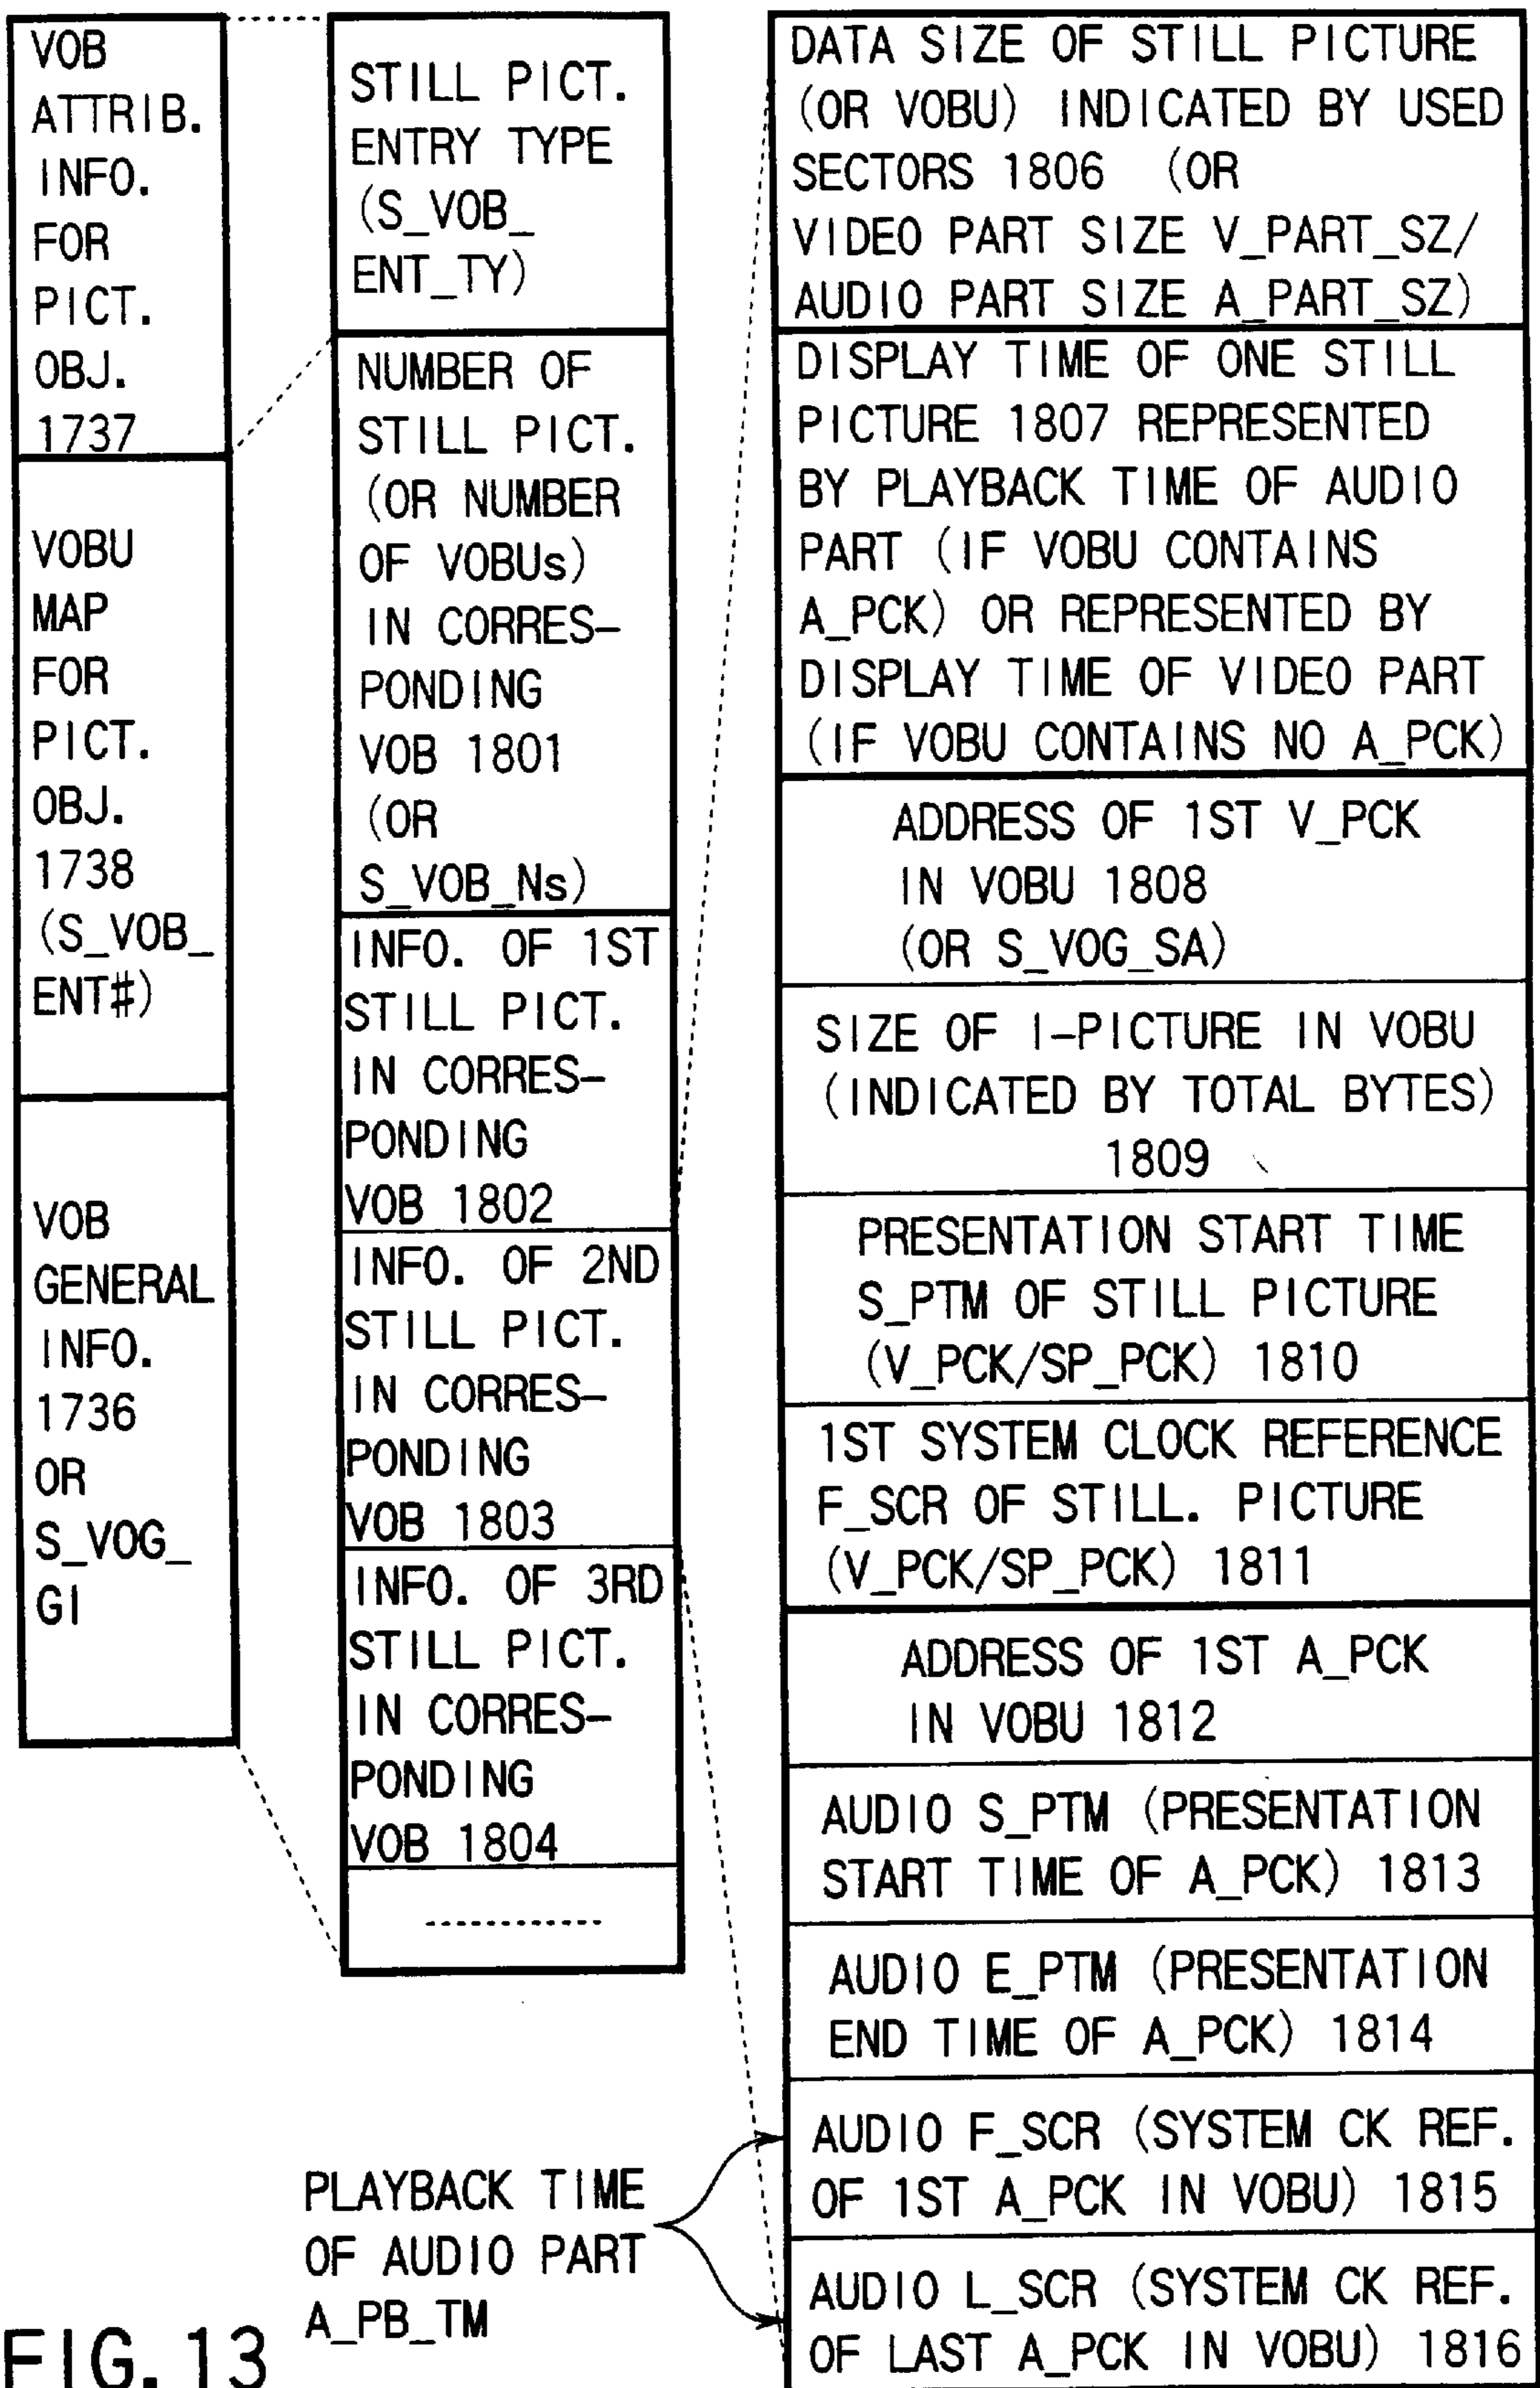 VOB
ATTRIB.
INFO.
FOR
PICT.
OBJ.
1737
VOBU
MAP
FOR
PICT.
OBJ.
1738
(S_VOB_
ENT#)
VOB
GENERAL
INFO.
1736
OR
S_VOG_
GI
STILL PICT.
ENTRY TYPE
(S_VOB_
ENT_TY)
NUMBER OF
STILL PICT.
(OR NUMBER
OF VOBUs)
IN CORRES-
PONDING
VOB 1801
(OR
S_VOB_Ns)
INFO. OF 1ST
STILL PICT.
IN CORRES-
PONDING
VOB 1802
INFO. OF 2ND
STILL PICT.
IN CORRES-
PONDING
VOB 1803
INFO. OF 3RD
STILL PICT.
IN CORRES-
PONDING
VOB 1804
DATA SIZE OF STILL PICTURE
(OR VOBU) INDICATED BY USED
SECTORS 1806 (OR
VIDEO PART SIZE V_PART_SZ/
AUDIO PART SIZE A_PART_SZ)
DISPLAY TIME OF ONE STILL
PICTURE 1807 REPRESENTED
BY PLAYBACK TIME OF AUDIO
PART (IF VOBU CONTAINS
A_PCK) OR REPRESENTED BY
DISPLAY TIME OF VIDEO PART
(IF VOBU CONTAINS NO A_PCK)
ADDRESS OF 1ST V_PCK
IN VOBU 1808
(OR S_VOG_SA)
SIZE OF I-PICTURE IN VOBU
(INDICATED BY TOTAL BYTES)
1809
PRESENTATION START TIME
S_PTM OF STILL PICTURE
(V_PCK/SP_PCK) 1810
1ST SYSTEM CLOCK REFERENCE
F_SCR OF STILL. PICTURE
(V_PCK/SP_PCK) 1811
ADDRESS OF 1ST A_PCK
IN VOBU 1812
AUDIO S_PTM (PRESENTATION
START TIME OF A_PCK) 1813
AUDIO E_PTM (PRESENTATION
END TIME OF A_PCK) 1814
AUDIO F_SCR (SYSTEM CK REF.
OF 1ST A_PCK IN VOBU) 1815
AUDIO L_SCR (SYSTEM CK REF.
OF LAST A_PCK IN VOBU) 1816
PLAYBACK TIME
OF AUDIO PART
A_PB_TM
FIG. 13